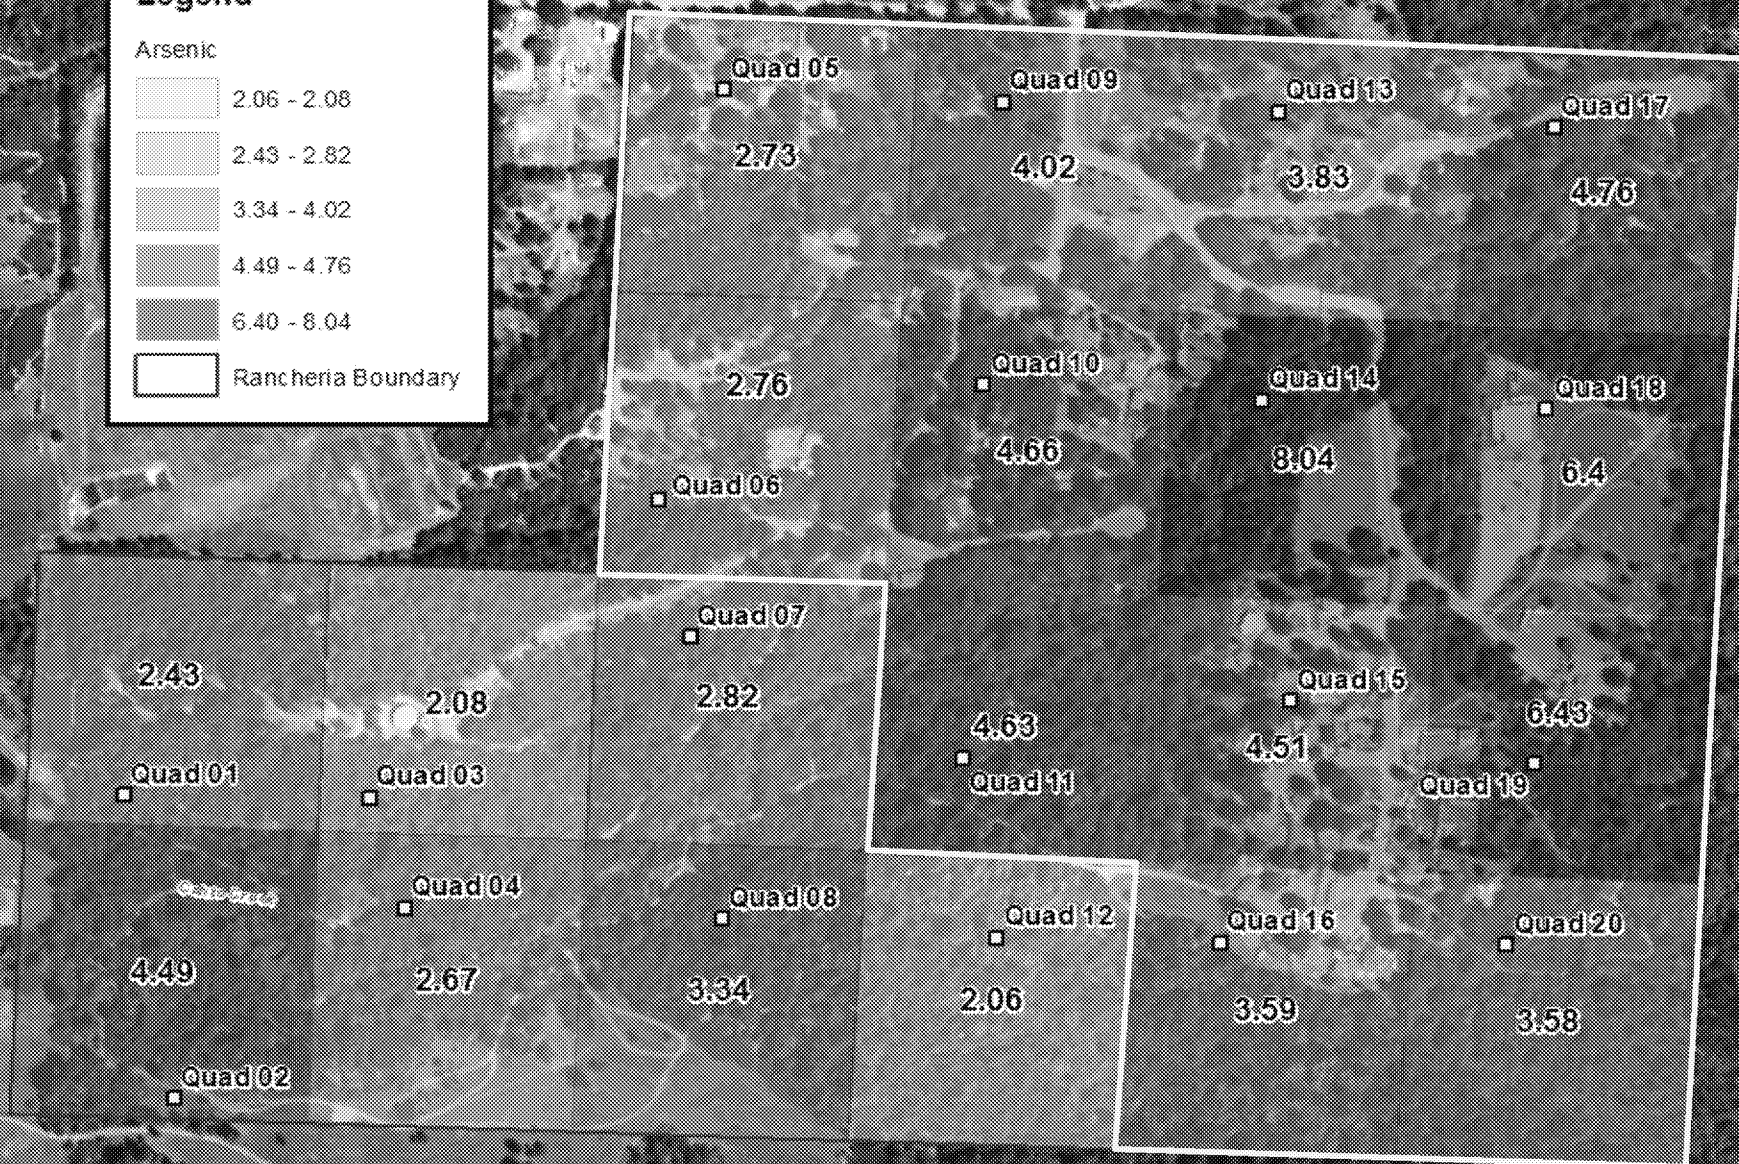 Legend
Arsenic
2.06 - 2.08
2.43 - 2.82
3.34 - 4.02
4.49 - 4.76
6.40 - 8.04
Rancheria Boundary
Quad 05
2.73
Quad 09
4.02
Quad 13
3.83
Quad 17
4.76
2.76
Quad 06
Quad 10
4.66
Quad 14
8.04
Quad 18
6.4
2.43
Quad 01
2.08
Quad 03
Quad 07
2.82
4.63
Quad 11
Quad 15
4.51
6.43
Quad 19
4.49
Quad 02
Quad 04
2.67
Quad 08
3.34
Quad 12
2.06
Quad 16
3.59
Quad 20
3.58